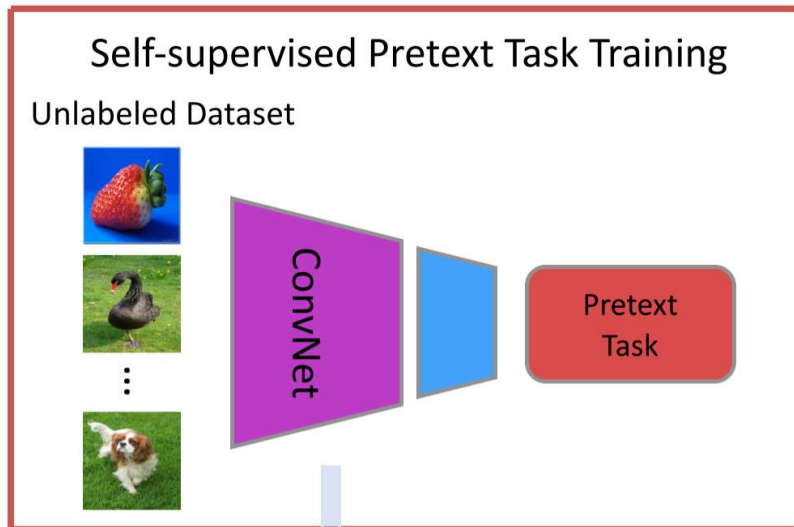 Self-supervised Pretext Task Training
Unlabeled Dataset
ConvNet
Pretext
Task
...